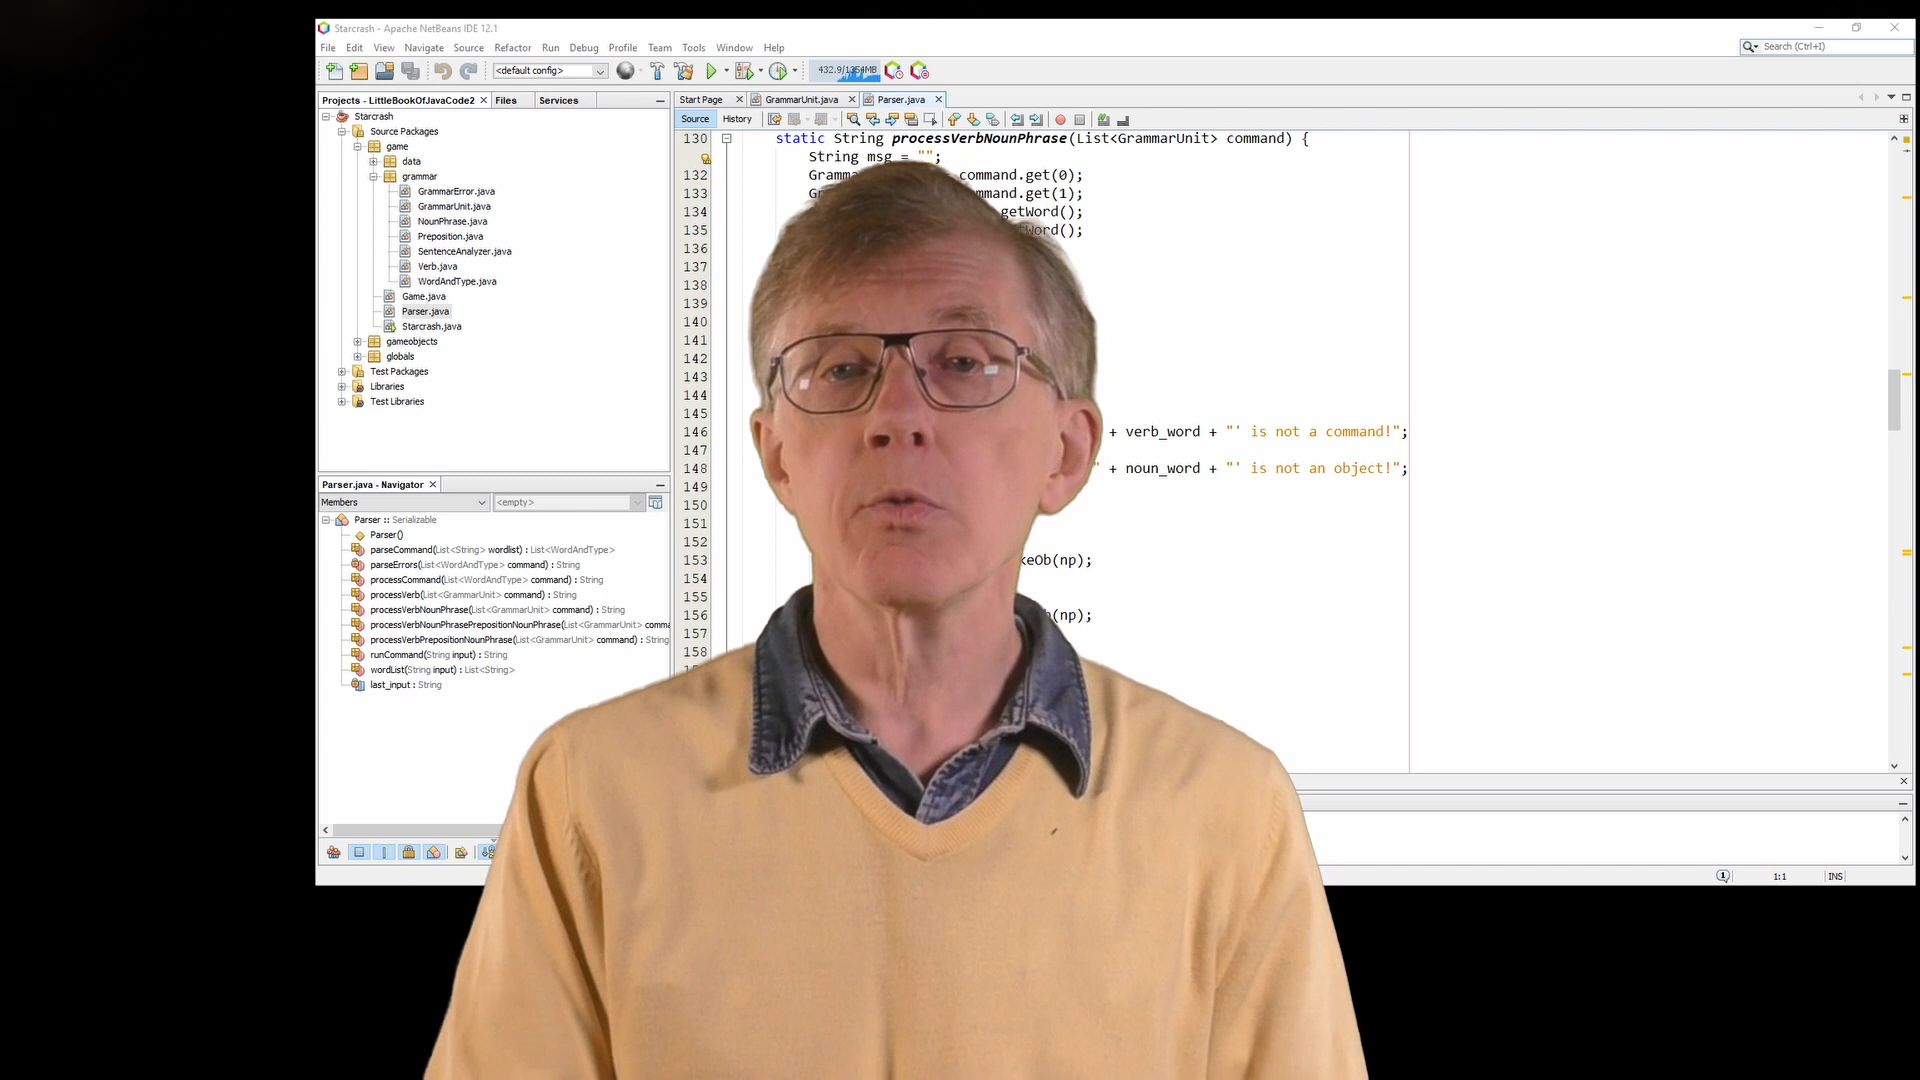 Starcrash - Apache NetBeans IDE 12.1
File Edit View Navigate Source Refactor Run Debug Profile Team Tools Window Help
Search (Ctrl+I)
<default config>
432.9/1354MB
Projects - LittleBookOfJavaCode2 Files Services
Starcrash
Source Packages
game
data
grammar
GrammarError.java
GrammarUnit.java
NounPhrase.java
Preposition.java
SentenceAnalyzer.java
Verb.java
WordAndType.java
Game.java
Parser.java
Starcrash.java
gameobjects
globals
Test Packages
Libraries
Test Libraries
Parser.java - Navigator
Members <empty>
Parser :: Serializable
Parser()
parseCommand(List<String> wordlist) : List<WordAndType>
parseErrors(List<WordAndType> command) : String
processCommand(List<WordAndType> command) : String
processVerb(List<GrammarUnit> command) : String
processVerbNounPhrase(List<GrammarUnit> command) : String
processVerbNounPhrasePrepositionNounPhrase(List<GrammarUnit> comma
processVerbPrepositionNounPhrase(List<GrammarUnit> command) : String
runCommand(String input) : String
wordList(String input) : List<String>
last_input : String
Start Page GrammarUnit.java Parser.java
Source History
130 static String processVerbNounPhrase(List<GrammarUnit> command) {
String msg = "";
132 Gramma command.get(0);
133 G mmand.get(1);
134 getWord();
135 Word();
136
137
138
139
140
141
142
143
144
145
146 + verb_word + "' is not a command!";
147
148 " + noun_word + "' is not an object!";
149
150
151
152
153 keOb(np);
154
155
156 b(np);
157
158
1:1 INS